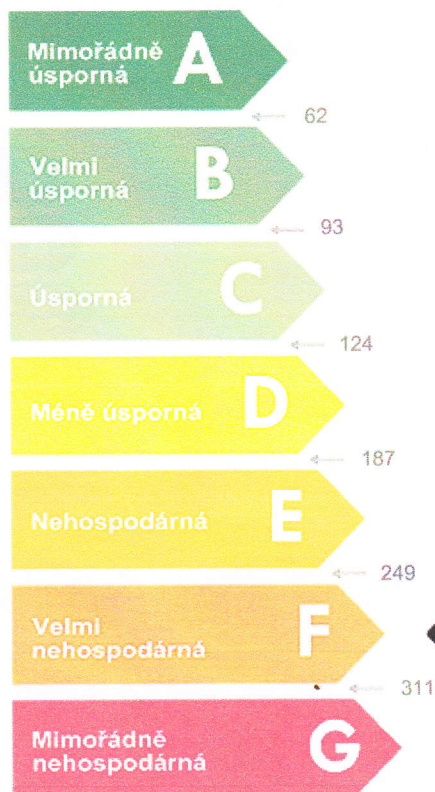 Mimořádně
úsporná
A
62
Velmi
úsporná
B
93
Úsporná
C
124
Méně úsporná
D
187
Nehospodárná
E
249
Velmi
nehospodárná
F
311
Mimořádně
nehospodárná
G